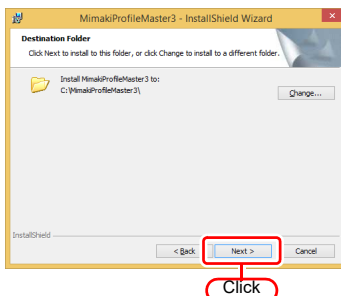 MimakiProfileMaster3 - InstallShield Wizard
Destination Folder
Click Next to install to this folder, or click Change to install to a different folder.
Install MimakiProfileMaster3 to:
C:\MimakiProfileMaster3\
Change...
InstallShield
< Back
Next >
Cancel
Click